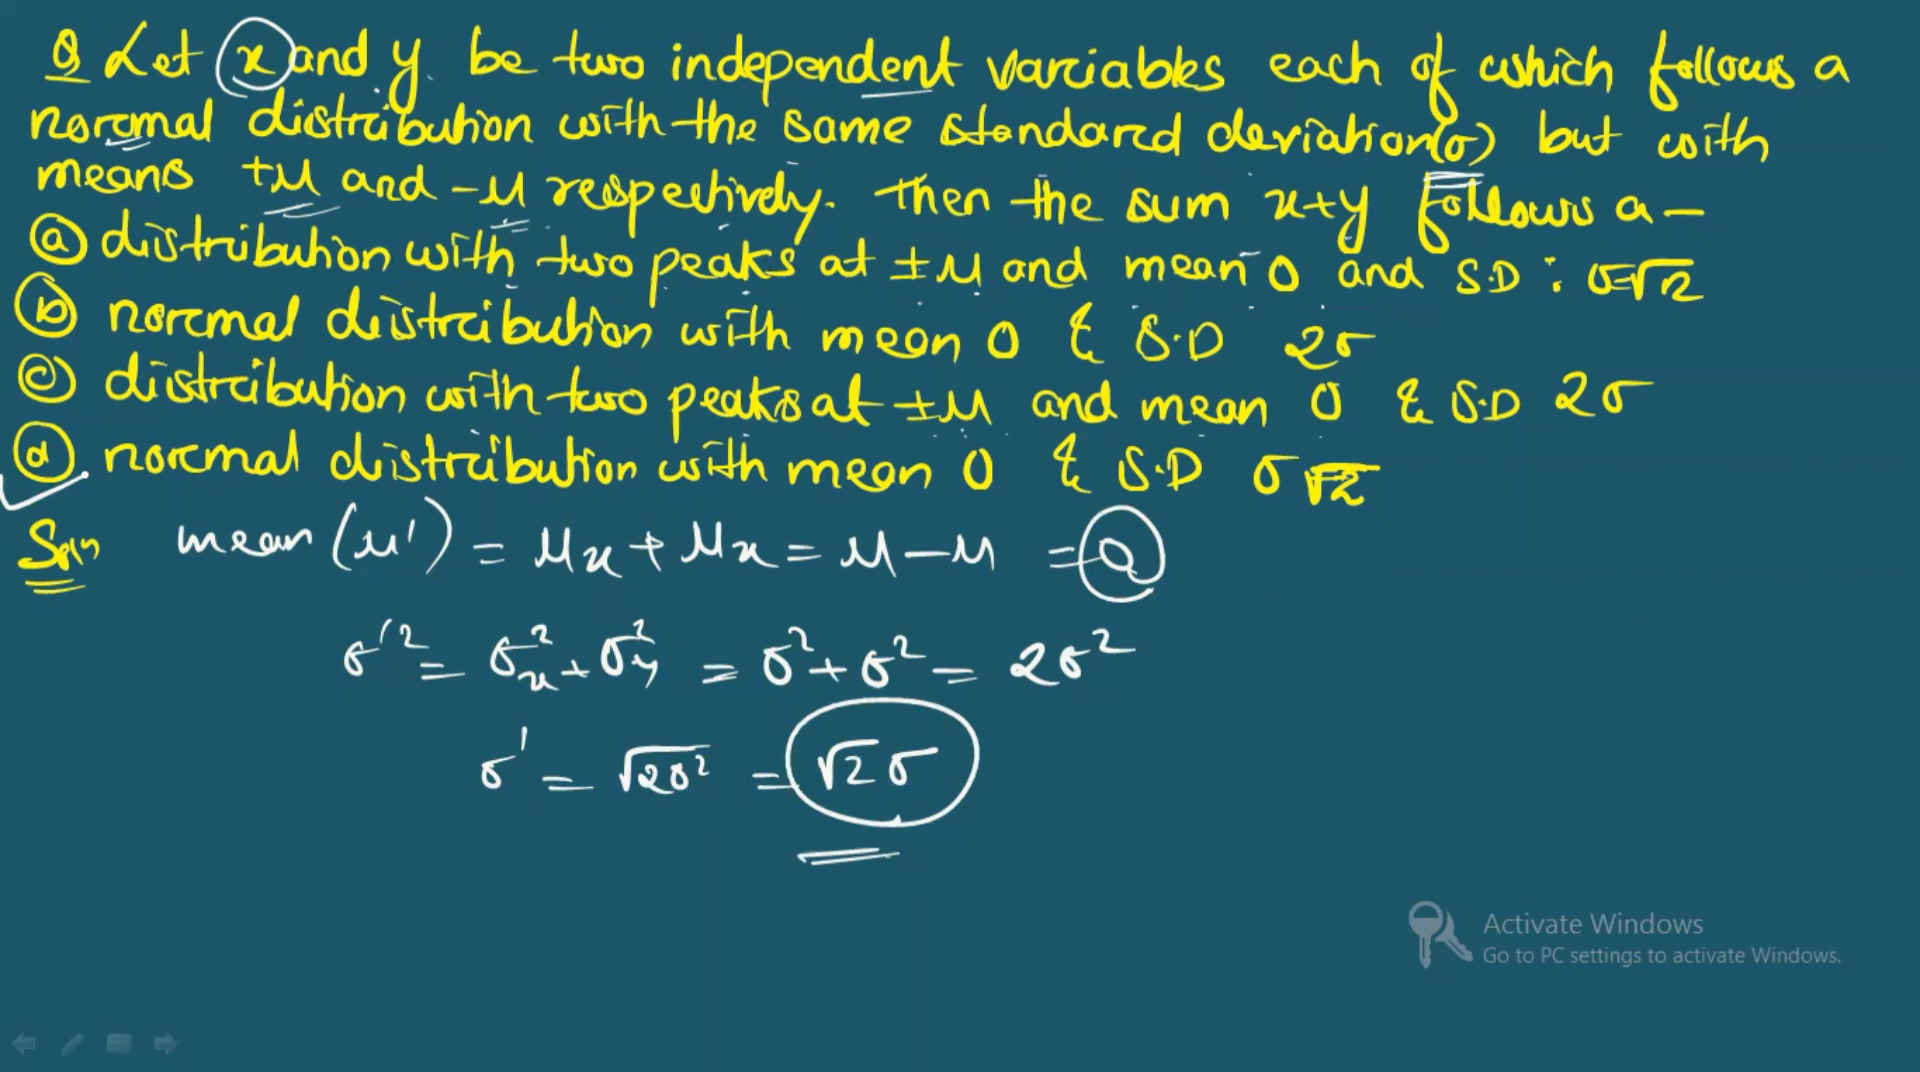 Q Let x and y be two independent variables each of which follows a
normal distribution with the same standard deviation(σ) but with
means +μ and -μ respectively. Then the sum x+y follows a —
(a) distribution with two peaks at ±μ and mean 0 and S.D : σ√2
(b) normal distribution with mean 0 & S.D 2σ
(c) distribution with two peaks at ±μ and mean 0 & S.D 2σ
(d) normal distribution with mean 0 & S.D σ√2
Soln mean (μ') = μx + μx = μ - μ = 0
σ'² = σx² + σy² = σ² + σ² = 2σ²
σ' = √2σ² = √2 σ
Activate Windows
Go to PC settings to activate Windows.